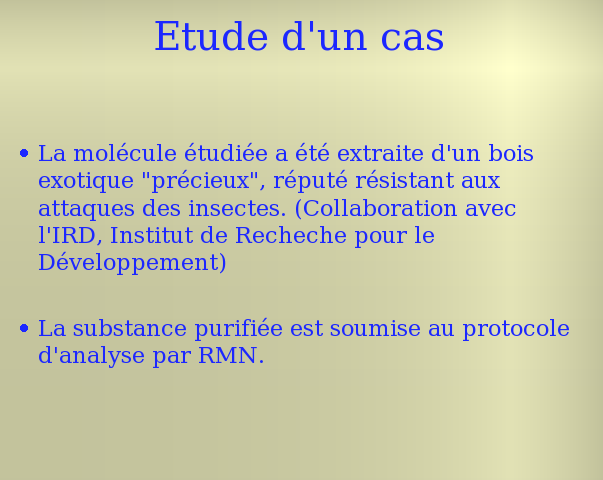 Etude d'un cas
• La molécule étudiée a été extraite d'un bois
exotique "précieux", réputé résistant aux
attaques des insectes. (Collaboration avec
l'IRD, Institut de Recheche pour le
Développement)
• La substance purifiée est soumise au protocole
d'analyse par RMN.